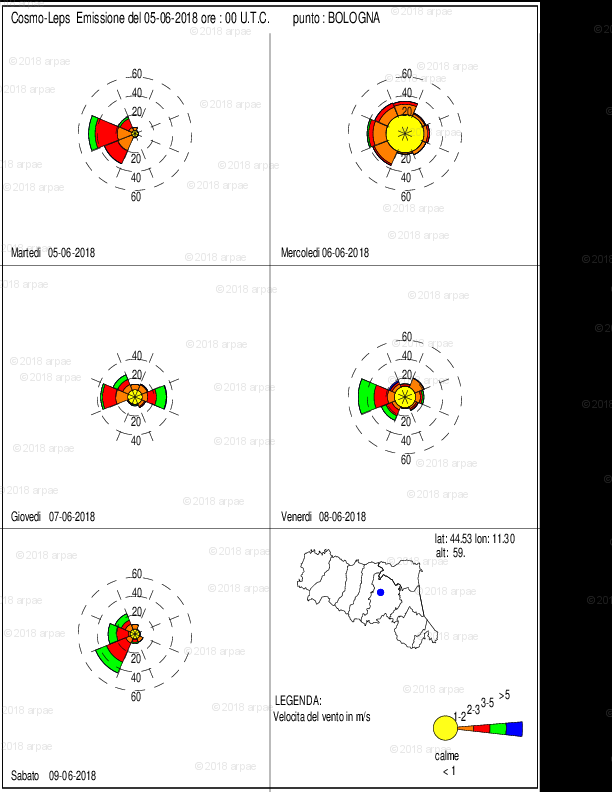 Cosmo-Leps Emissione del 05-06-2018 ore : 00 U.T.C. punto : BOLOGNA
60
40
20
20
40
60
Martedi 05-06-2018
60
40
20
20
40
60
Mercoledi 06-06-2018
40
20
20
40
Giovedi 07-06-2018
60
40
20
20
40
60
Venerdi 08-06-2018
60
40
20
20
40
60
Sabato 09-06-2018
lat: 44.53 lon: 11.30
alt: 59.
LEGENDA:
Velocita del vento in m/s
1-2 2-3 3-5 >5
calme
< 1
© 2018 arpae